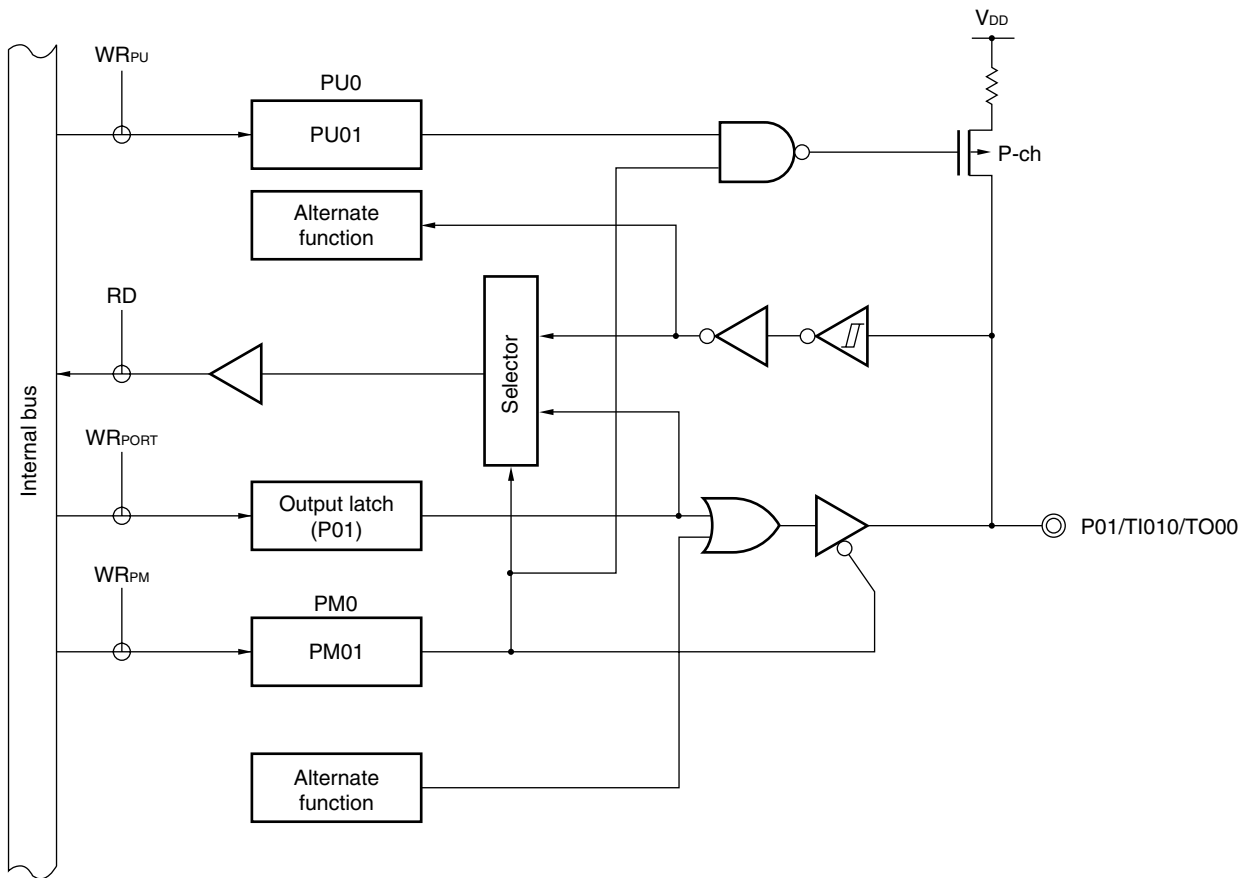 VDD
WRPU
PU0
PU01
P-ch
Alternate
function
RD
Selector
Internal bus
WRPORT
Output latch
(P01)
P01/TI010/TO00
WRPM
PM0
PM01
Alternate
function